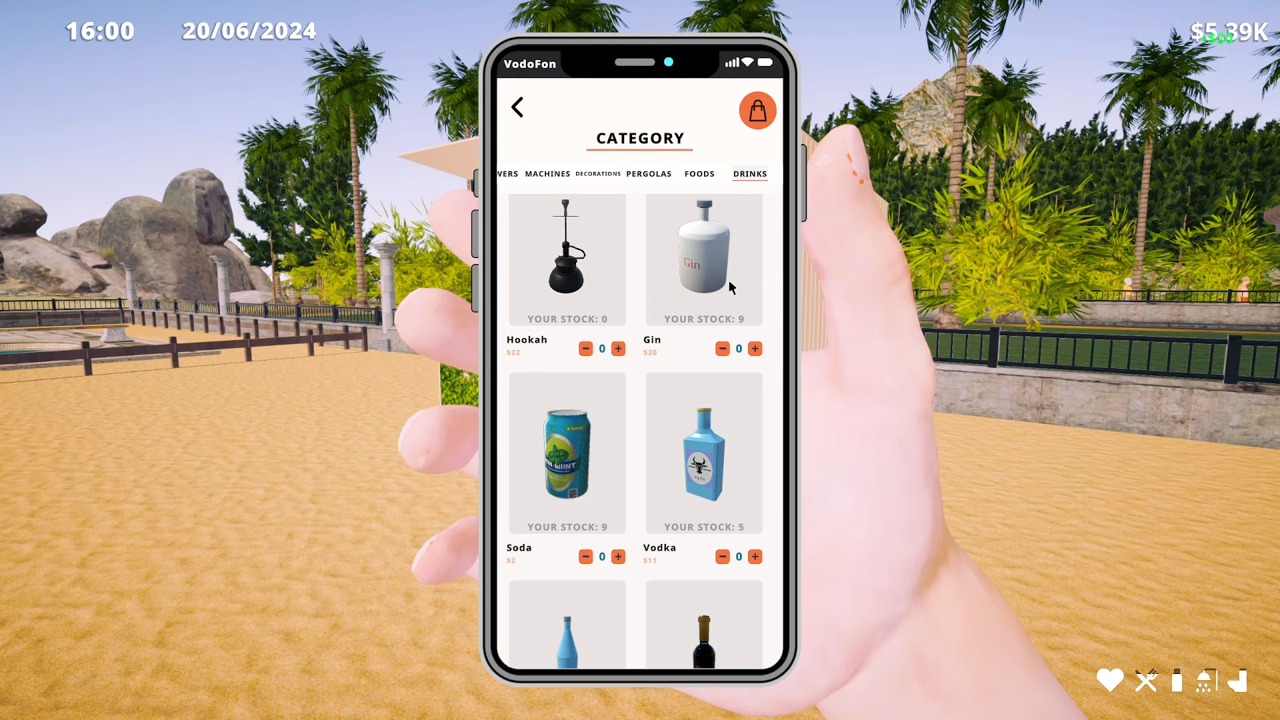 16:00 20/06/2024
$5.39K
VodoFon
CATEGORY
WERS MACHINES DECORATIONS PERGOLAS FOODS DRINKS
Gin
YOUR STOCK: 0 YOUR STOCK: 9
Hookah
$22
0
Gin
$20
0
YOUR STOCK: 9 YOUR STOCK: 5
Soda
$2
0
Vodka
$11
0